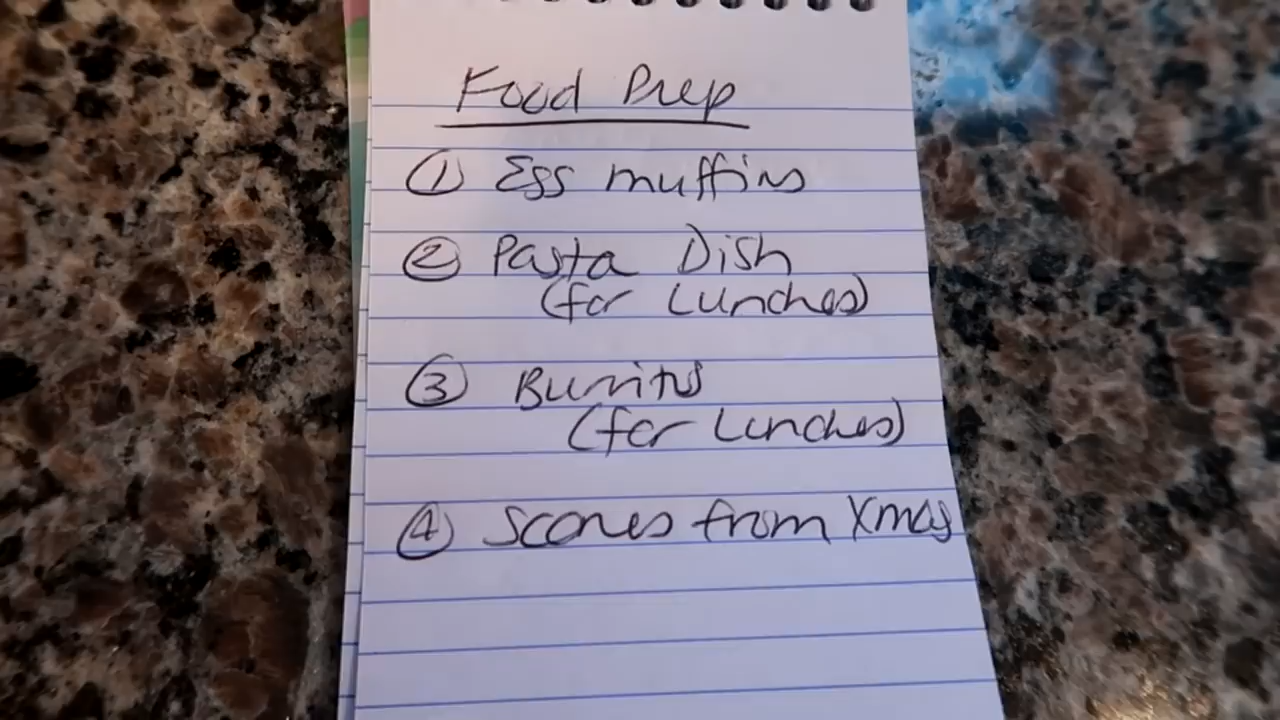 Food Prep
① Egg muffins
② Pasta Dish
(for Lunches)
③ Burritos
(for Lunches)
④ Scones from Xmas